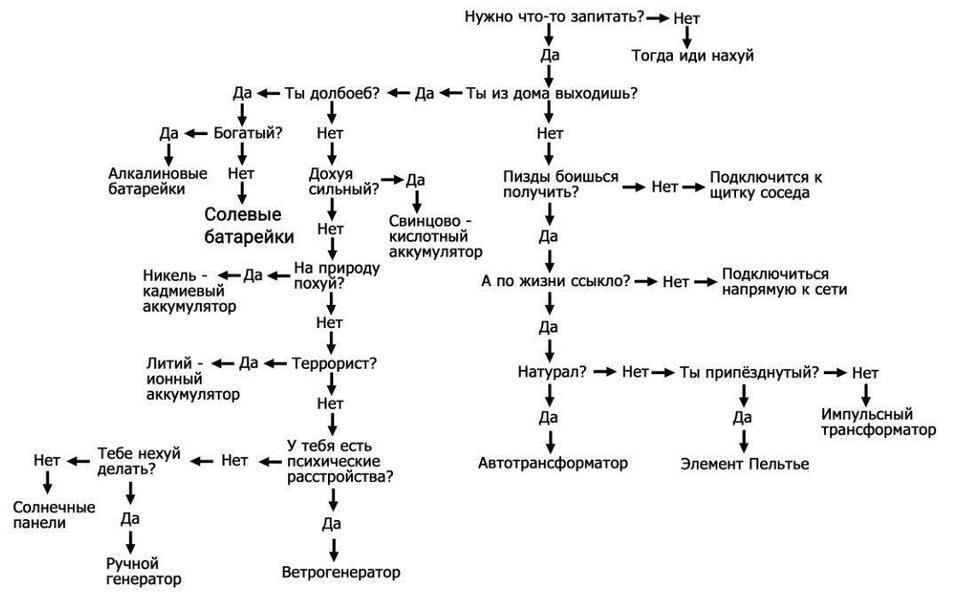 Нужно что-то запитать? Нет
Да
Тогда иди нахуй
Да Ты долбоеб? Да Ты из дома выходишь?
Да Богатый? Нет Нет
Алкалиновые
батарейки
Нет
Солевые
батарейки
Дохуя
сильный?
Да
Свинцово -
кислотный
аккумулятор
Пизды боишься
получить?
Нет
Подключится к
щитку соседа
Нет
Да
Никель -
кадмиевый
аккумулятор
Да
На природу
похуй?
А по жизни ссыкло?
Нет
Подключиться
напрямую к сети
Нет
Да
Литий -
ионный
аккумулятор
Да
Террорист?
Натурал? Нет Ты припёзднутый? Нет
Нет
Да
Да
Импульсный
трансформатор
Автотрансформатор
Элемент Пельтье
Нет
Тебе нехуй
делать?
Нет
У тебя есть
психические
расстройства?
Солнечные
панели
Да
Да
Ручной
генератор
Ветрогенератор